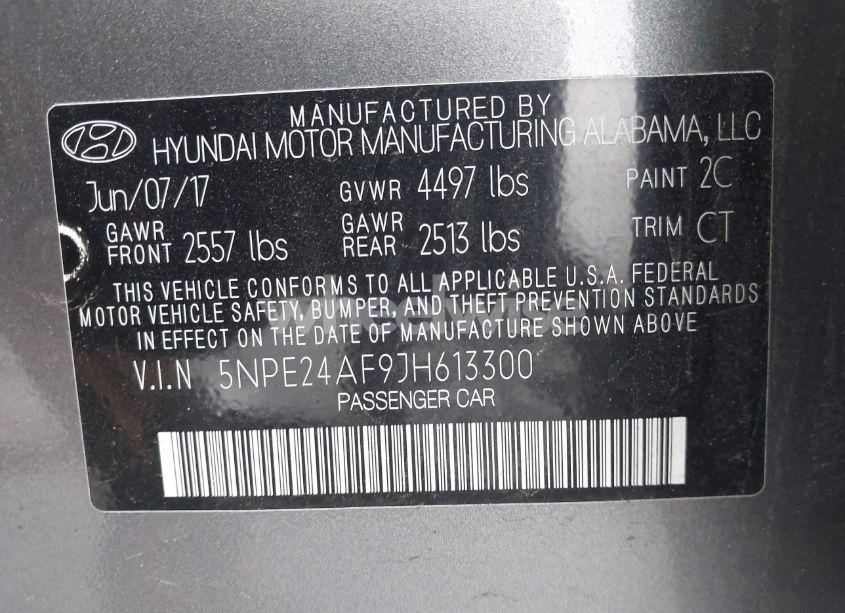 MANUFACTURED BY
HYUNDAI MOTOR MANUFACTURING ALABAMA, LLC
Jun/07/17 GVWR 4497 lbs PAINT 2C
GAWR FRONT 2557 lbs GAWR REAR 2513 lbs TRIM CT
THIS VEHICLE CONFORMS TO ALL APPLICABLE U.S.A. FEDERAL
MOTOR VEHICLE SAFETY, BUMPER, AND THEFT PREVENTION STANDARDS
IN EFFECT ON THE DATE OF MANUFACTURE SHOWN ABOVE
V.I.N 5NPE24AF9JH613300
PASSENGER CAR